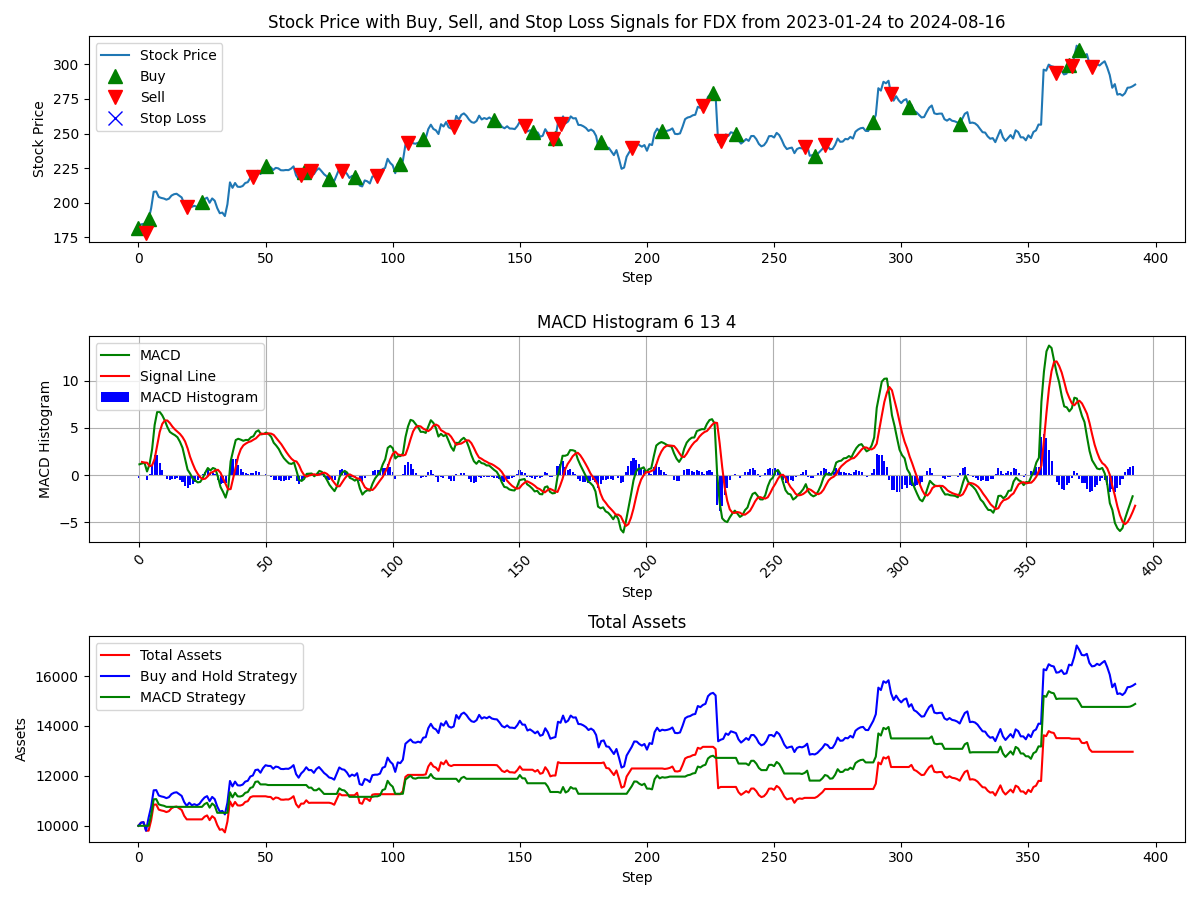 Stock Price with Buy, Sell, and Stop Loss Signals for FDX from 2023-01-24 to 2024-08-16
Stock Price
Stock Price
Buy
Sell
Stop Loss
300
275
250
225
200
175
0 50 100 150 200 250 300 350 400
Step
MACD Histogram 6 13 4
MACD Histogram
MACD
Signal Line
MACD Histogram
10
5
0
−5
0 50 100 150 200 250 300 350 400
Step
Total Assets
Assets
Total Assets
Buy and Hold Strategy
MACD Strategy
16000
14000
12000
10000
0 50 100 150 200 250 300 350 400
Step